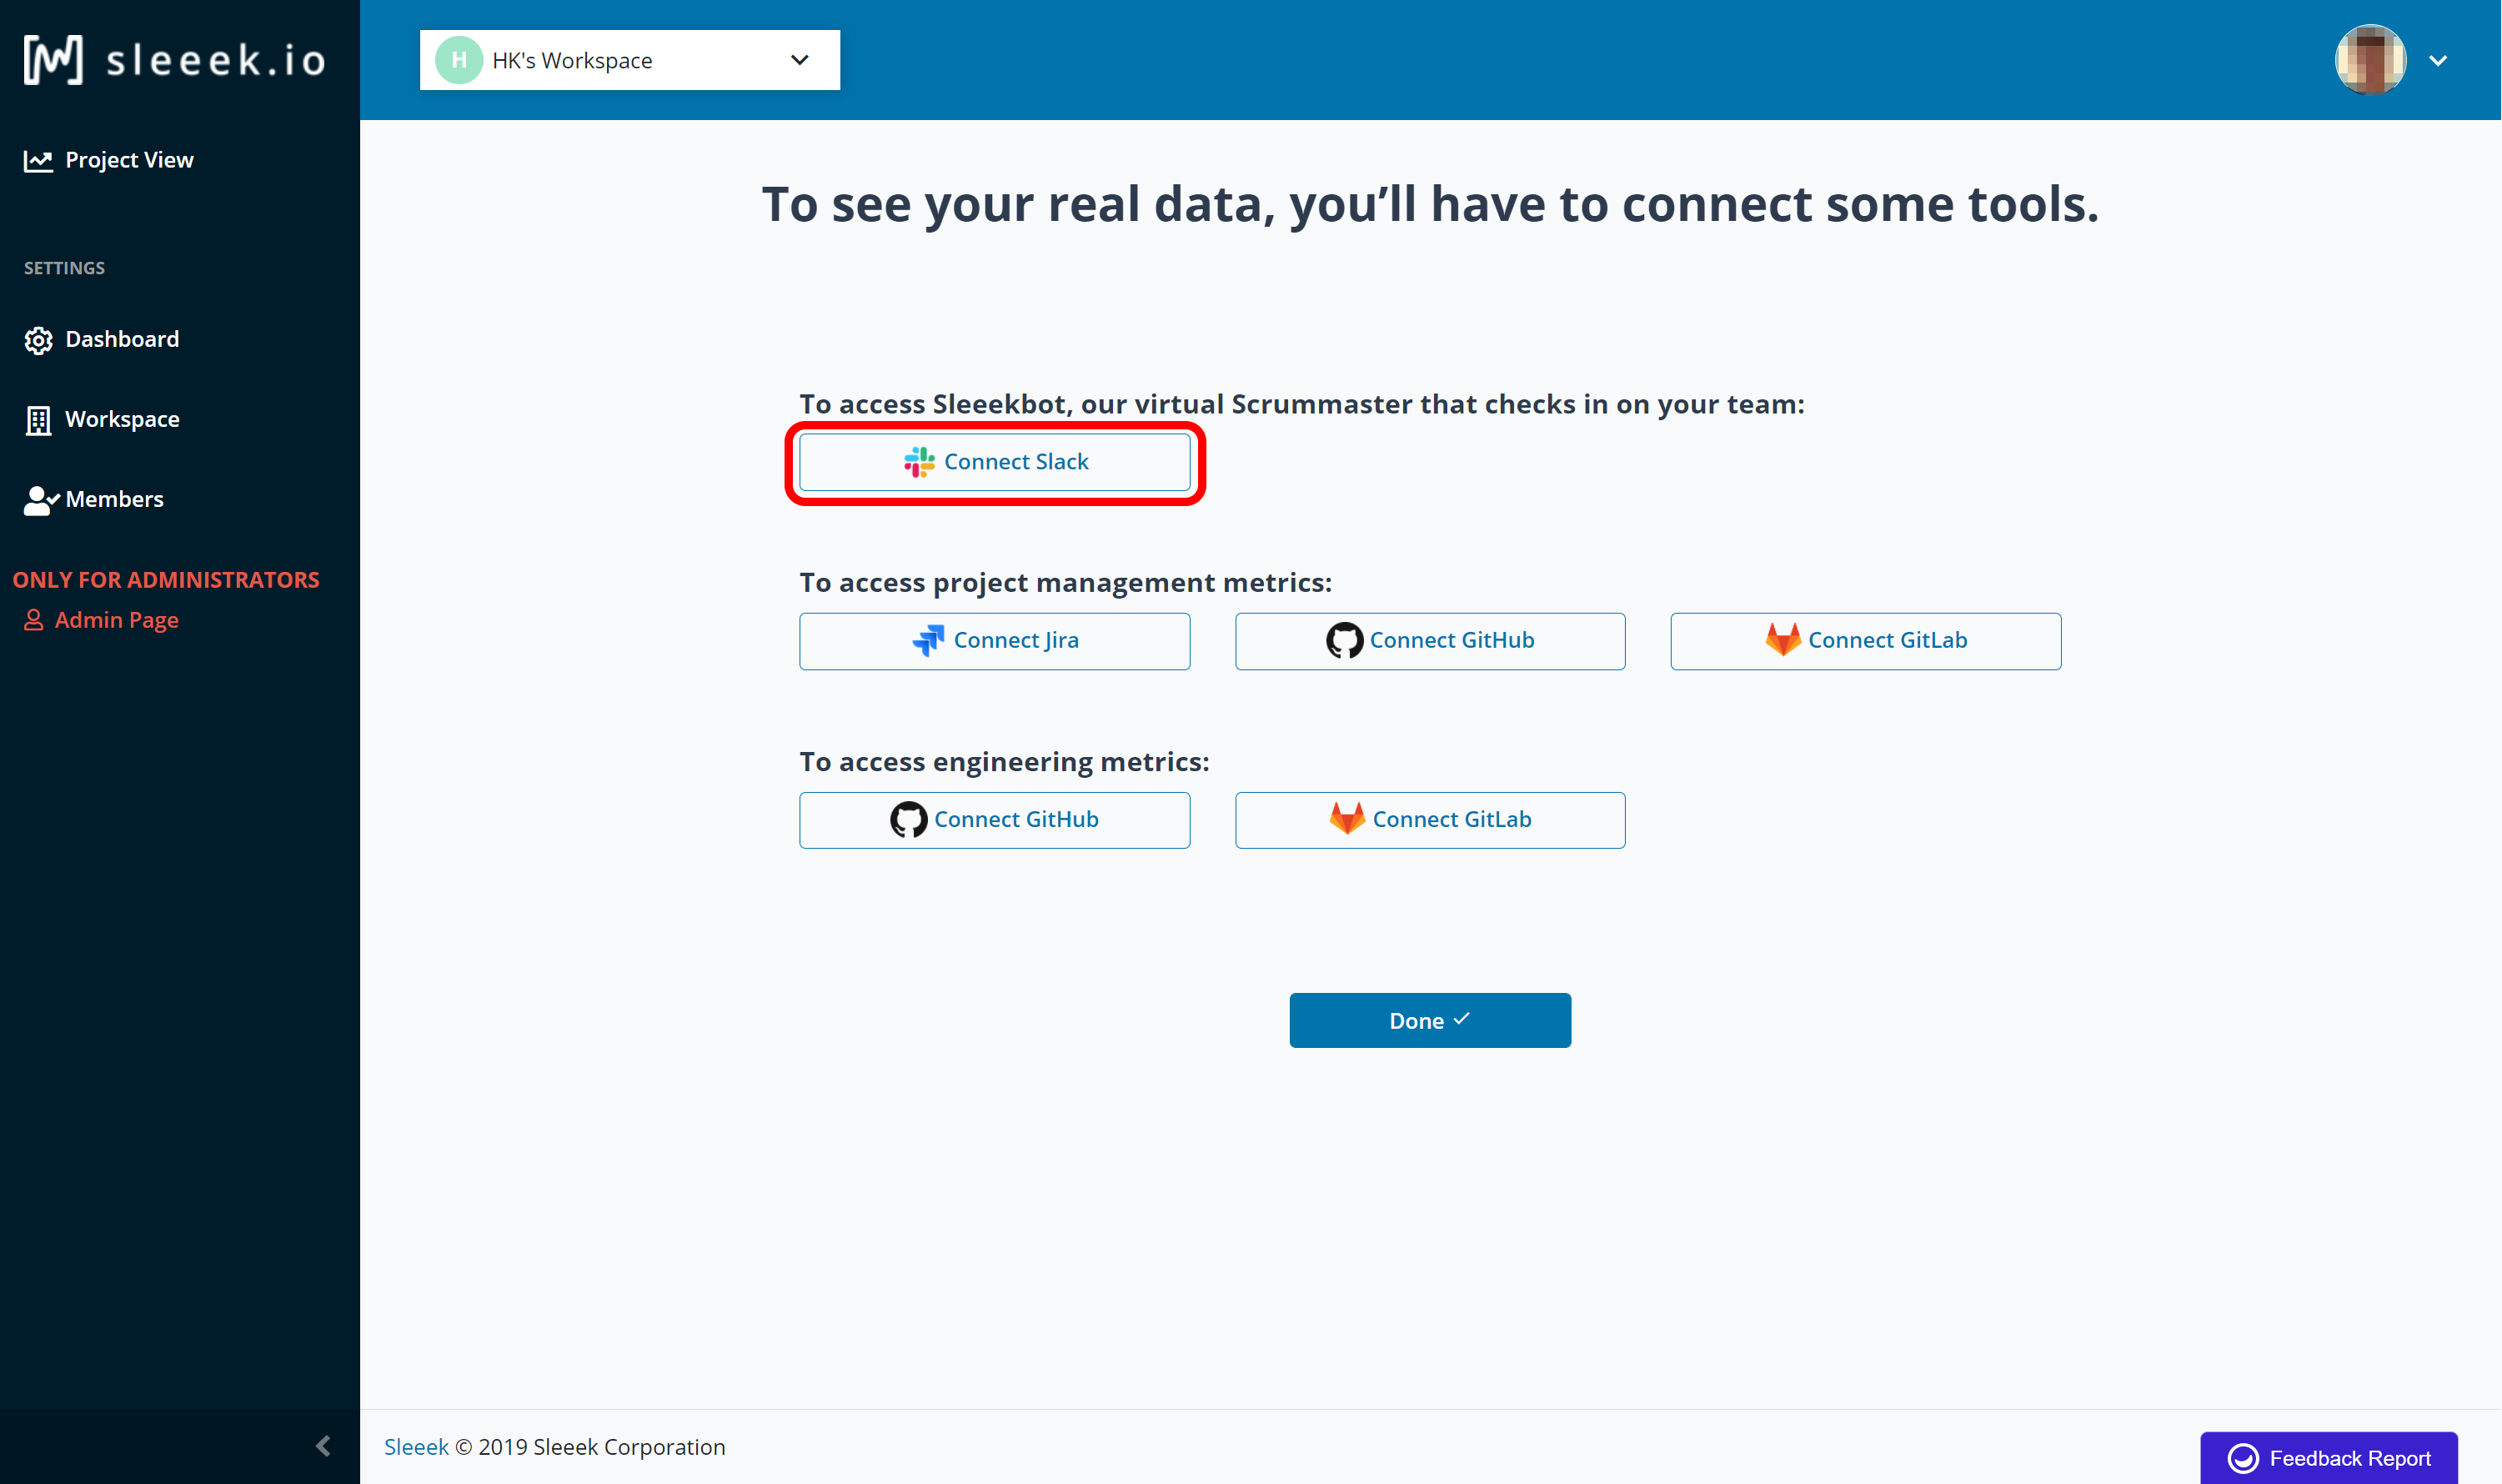 sleeek.io
H HK's Workspace
Project View
SETTINGS
Dashboard
Workspace
Members
ONLY FOR ADMINISTRATORS
Admin Page
To see your real data, you’ll have to connect some tools.
To access Sleeekbot, our virtual Scrummaster that checks in on your team:
Connect Slack
To access project management metrics:
Connect Jira Connect GitHub Connect GitLab
To access engineering metrics:
Connect GitHub Connect GitLab
Done
Sleeek © 2019 Sleeek Corporation
Feedback Report